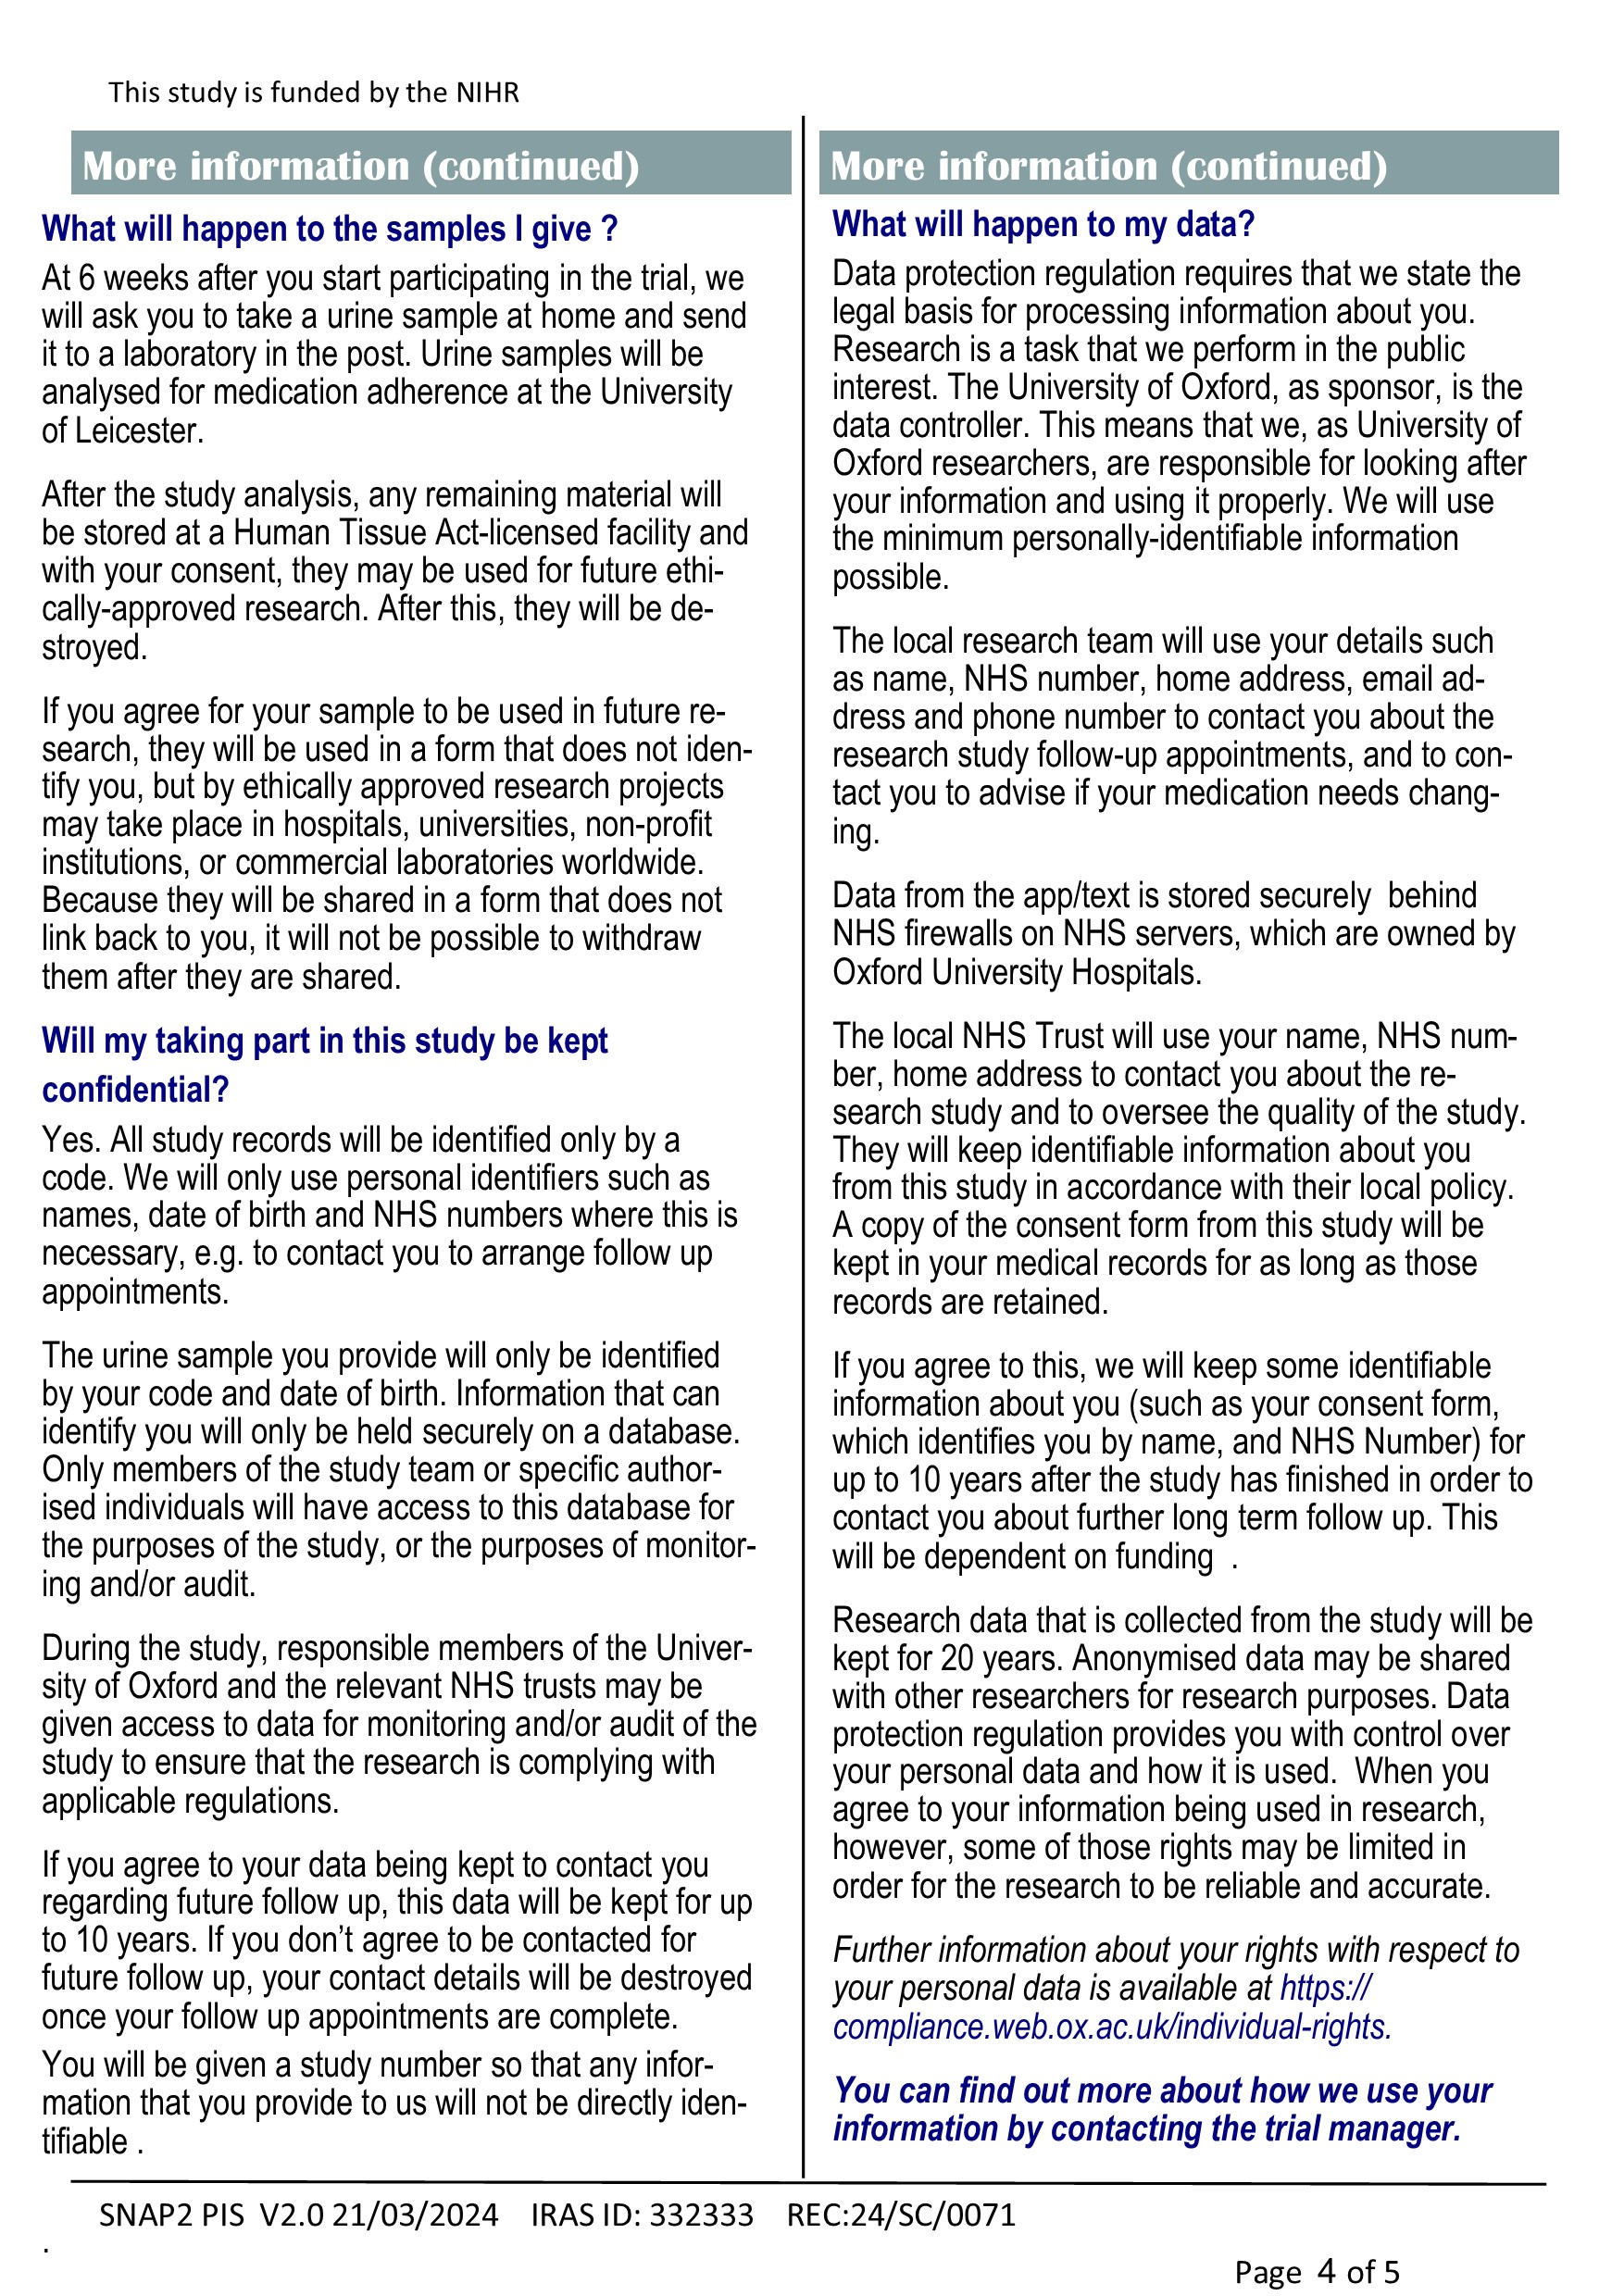 This study is funded by the NIHR
More information (continued)
What will happen to the samples I give ?
At 6 weeks after you start participating in the trial, we
will ask you to take a urine sample at home and send
it to a laboratory in the post. Urine samples will be
analysed for medication adherence at the University
of Leicester.
After the study analysis, any remaining material will
be stored at a Human Tissue Act-licensed facility and
with your consent, they may be used for future ethi-
cally-approved research. After this, they will be de-
stroyed.
If you agree for your sample to be used in future re-
search, they will be used in a form that does not iden-
tify you, but by ethically approved research projects
may take place in hospitals, universities, non-profit
institutions, or commercial laboratories worldwide.
Because they will be shared in a form that does not
link back to you, it will not be possible to withdraw
them after they are shared.
Will my taking part in this study be kept
confidential?
Yes. All study records will be identified only by a
code. We will only use personal identifiers such as
names, date of birth and NHS numbers where this is
necessary, e.g. to contact you to arrange follow up
appointments.
The urine sample you provide will only be identified
by your code and date of birth. Information that can
identify you will only be held securely on a database.
Only members of the study team or specific author-
ised individuals will have access to this database for
the purposes of the study, or the purposes of monitor-
ing and/or audit.
During the study, responsible members of the Univer-
sity of Oxford and the relevant NHS trusts may be
given access to data for monitoring and/or audit of the
study to ensure that the research is complying with
applicable regulations.
If you agree to your data being kept to contact you
regarding future follow up, this data will be kept for up
to 10 years. If you don’t agree to be contacted for
future follow up, your contact details will be destroyed
once your follow up appointments are complete.
You will be given a study number so that any infor-
mation that you provide to us will not be directly iden-
tifiable .
More information (continued)
What will happen to my data?
Data protection regulation requires that we state the
legal basis for processing information about you.
Research is a task that we perform in the public
interest. The University of Oxford, as sponsor, is the
data controller. This means that we, as University of
Oxford researchers, are responsible for looking after
your information and using it properly. We will use
the minimum personally-identifiable information
possible.
The local research team will use your details such
as name, NHS number, home address, email ad-
dress and phone number to contact you about the
research study follow-up appointments, and to con-
tact you to advise if your medication needs chang-
ing.
Data from the app/text is stored securely  behind
NHS firewalls on NHS servers, which are owned by
Oxford University Hospitals.
The local NHS Trust will use your name, NHS num-
ber, home address to contact you about the re-
search study and to oversee the quality of the study.
They will keep identifiable information about you
from this study in accordance with their local policy.
A copy of the consent form from this study will be
kept in your medical records for as long as those
records are retained.
If you agree to this, we will keep some identifiable
information about you (such as your consent form,
which identifies you by name, and NHS Number) for
up to 10 years after the study has finished in order to
contact you about further long term follow up. This
will be dependent on funding  .
Research data that is collected from the study will be
kept for 20 years. Anonymised data may be shared
with other researchers for research purposes. Data
protection regulation provides you with control over
your personal data and how it is used.  When you
agree to your information being used in research,
however, some of those rights may be limited in
order for the research to be reliable and accurate.
Further information about your rights with respect to
your personal data is available at https://
compliance.web.ox.ac.uk/individual-rights.
You can find out more about how we use your
information by contacting the trial manager.
SNAP2 PIS  V2.0 21/03/2024    IRAS ID: 332333    REC:24/SC/0071
.
Page  4 of 5